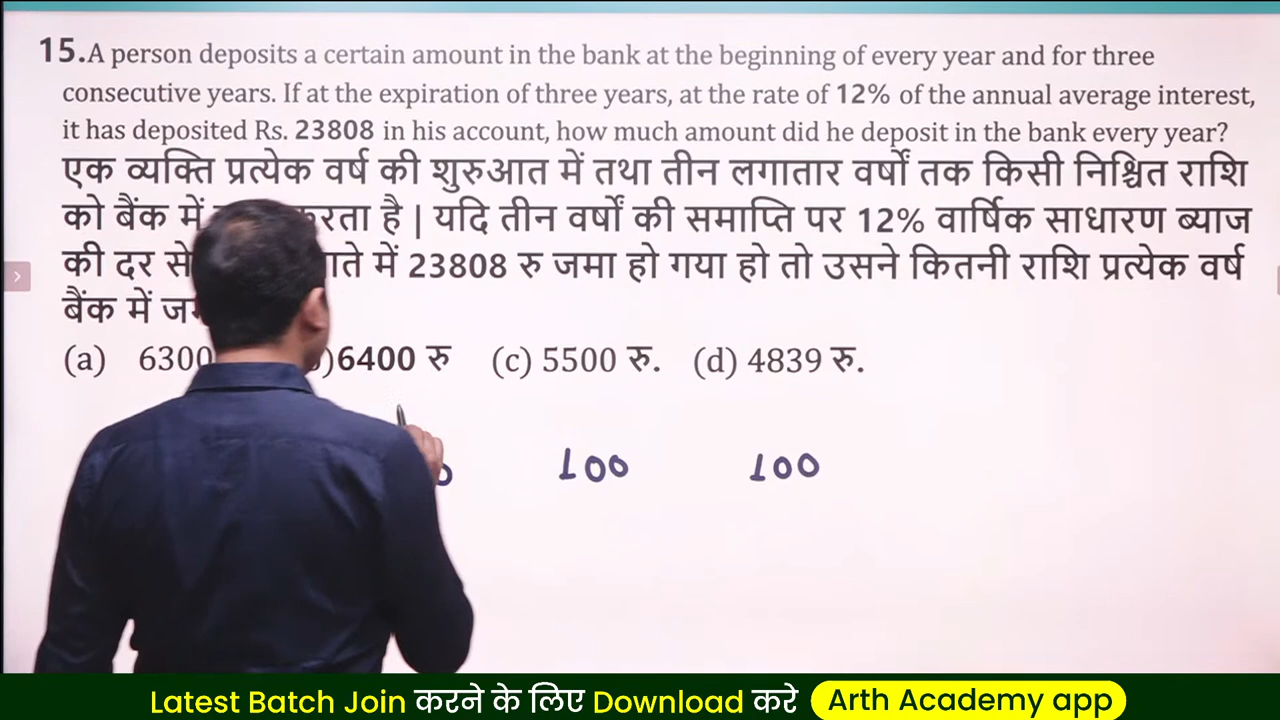 15.A person deposits a certain amount in the bank at the beginning of every year and for three
consecutive years. If at the expiration of three years, at the rate of 12% of the annual average interest,
it has deposited Rs. 23808 in his account, how much amount did he deposit in the bank every year?
एक व्यक्ति प्रत्येक वर्ष की शुरुआत में तथा तीन लगातार वर्षों तक किसी निश्चित राशि
को बैंक में है | यदि तीन वर्षों की समाप्ति पर 12% वार्षिक साधारण ब्याज
की दर से में 23808 रु जमा हो गया हो तो उसने कितनी राशि प्रत्येक वर्ष
बैंक में
(a) 6300 6400 रु (c) 5500 रु. (d) 4839 रु.
100 100
Latest Batch Join करने के लिए Download करे Arth Academy app